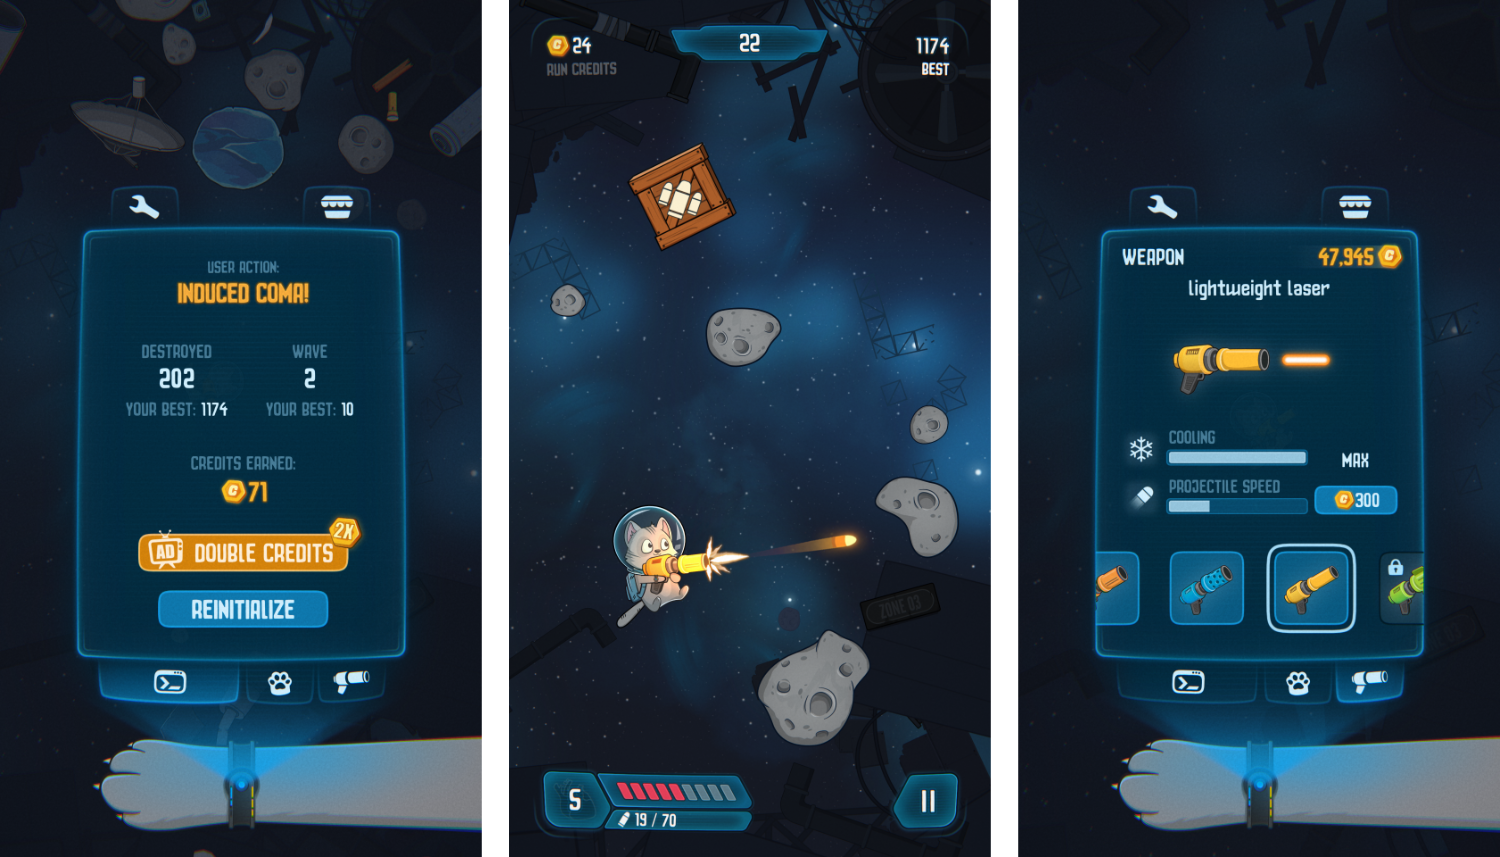 USER ACTION:
INDUCED COMA!
DESTROYED
WAVE
202
2
YOUR BEST: 1174
YOUR BEST: 10
CREDITS EARNED:
C 71
2X
AD DOUBLE CREDITS
REINITIALIZE
C 24
RUN CREDITS
22
1174
BEST
ZONE 03
S
19 / 70
WEAPON
47,945 C
lightweight laser
COOLING
MAX
PROJECTILE SPEED
C 300